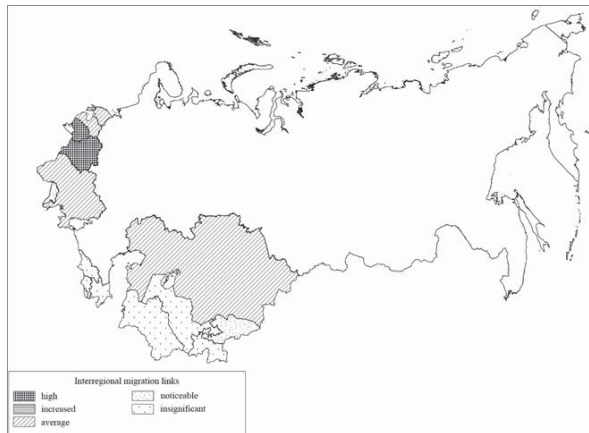 Interregional migration links
high
increased
average
noticeable
insignificant